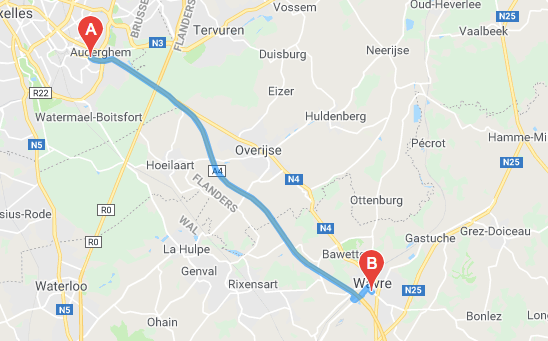 Vossem
Oud-Heverlee
N25
xelles
BRUSSE
FLANDERS
A
N3
Tervuren
Vaalbeek
Auderghem
Duisburg
Neerijse
R22
Eizer
Watermael-Boitsfort
Huldenberg
N5
Overijse
Pécrot
Hamme-Mi
Hoeilaart
A4
N25
FLANDERS
N4
sius-Rode
R0
Ottenburg
WAL
N4
Grez-Doiceau
R0
La Hulpe
Gastuche
Bawette
B
Genval
Waterloo
Rixensart
Wavre
N25
N5
Bonlez
Long
Ohain